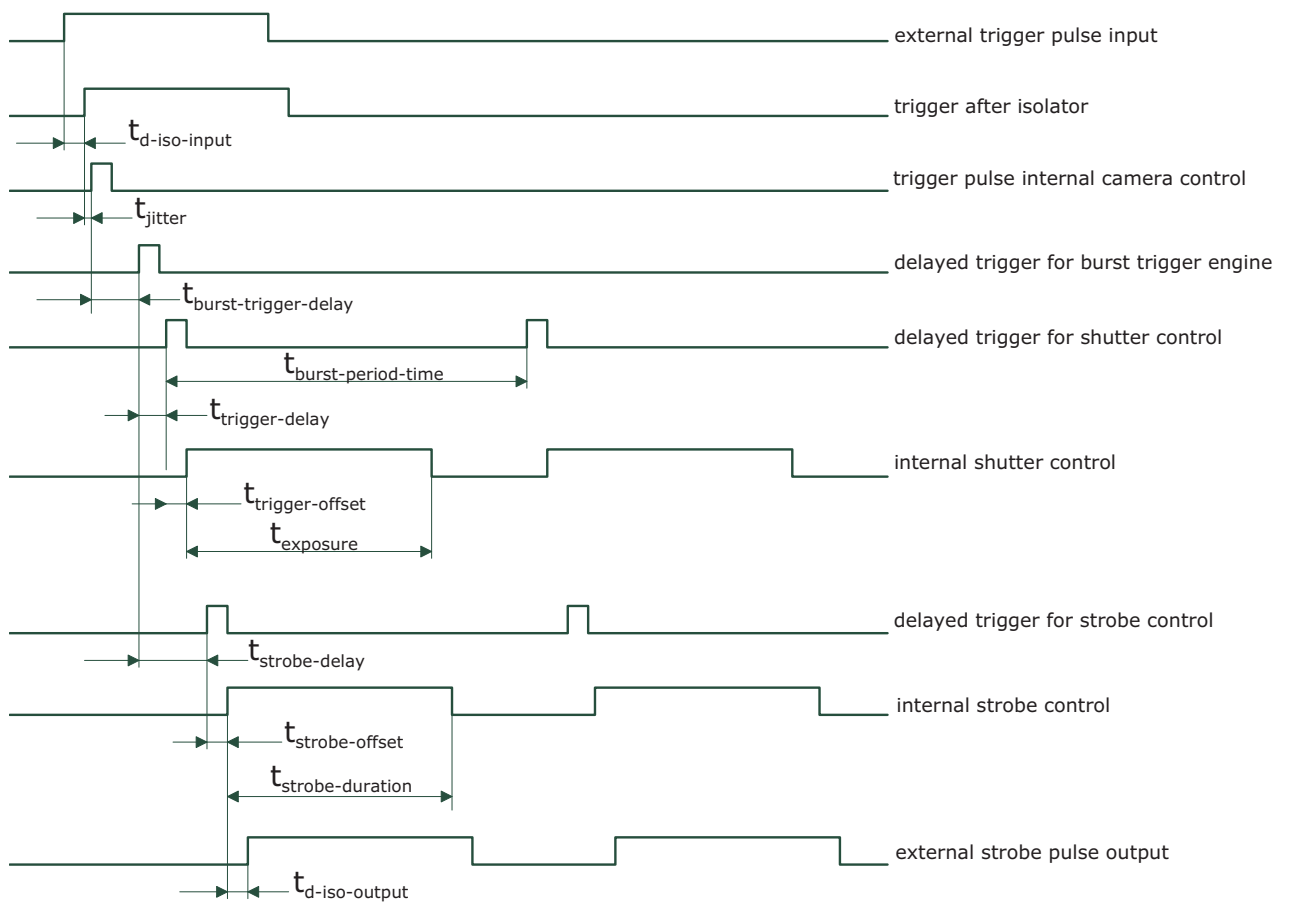 external trigger pulse input
trigger after isolator
td-iso-input
trigger pulse internal camera control
tjitter
delayed trigger for burst trigger engine
tburst-trigger-delay
delayed trigger for shutter control
tburst-period-time
ttrigger-delay
internal shutter control
ttrigger-offset
texposure
delayed trigger for strobe control
tstrobe-delay
internal strobe control
tstrobe-offset
tstrobe-duration
external strobe pulse output
td-iso-output